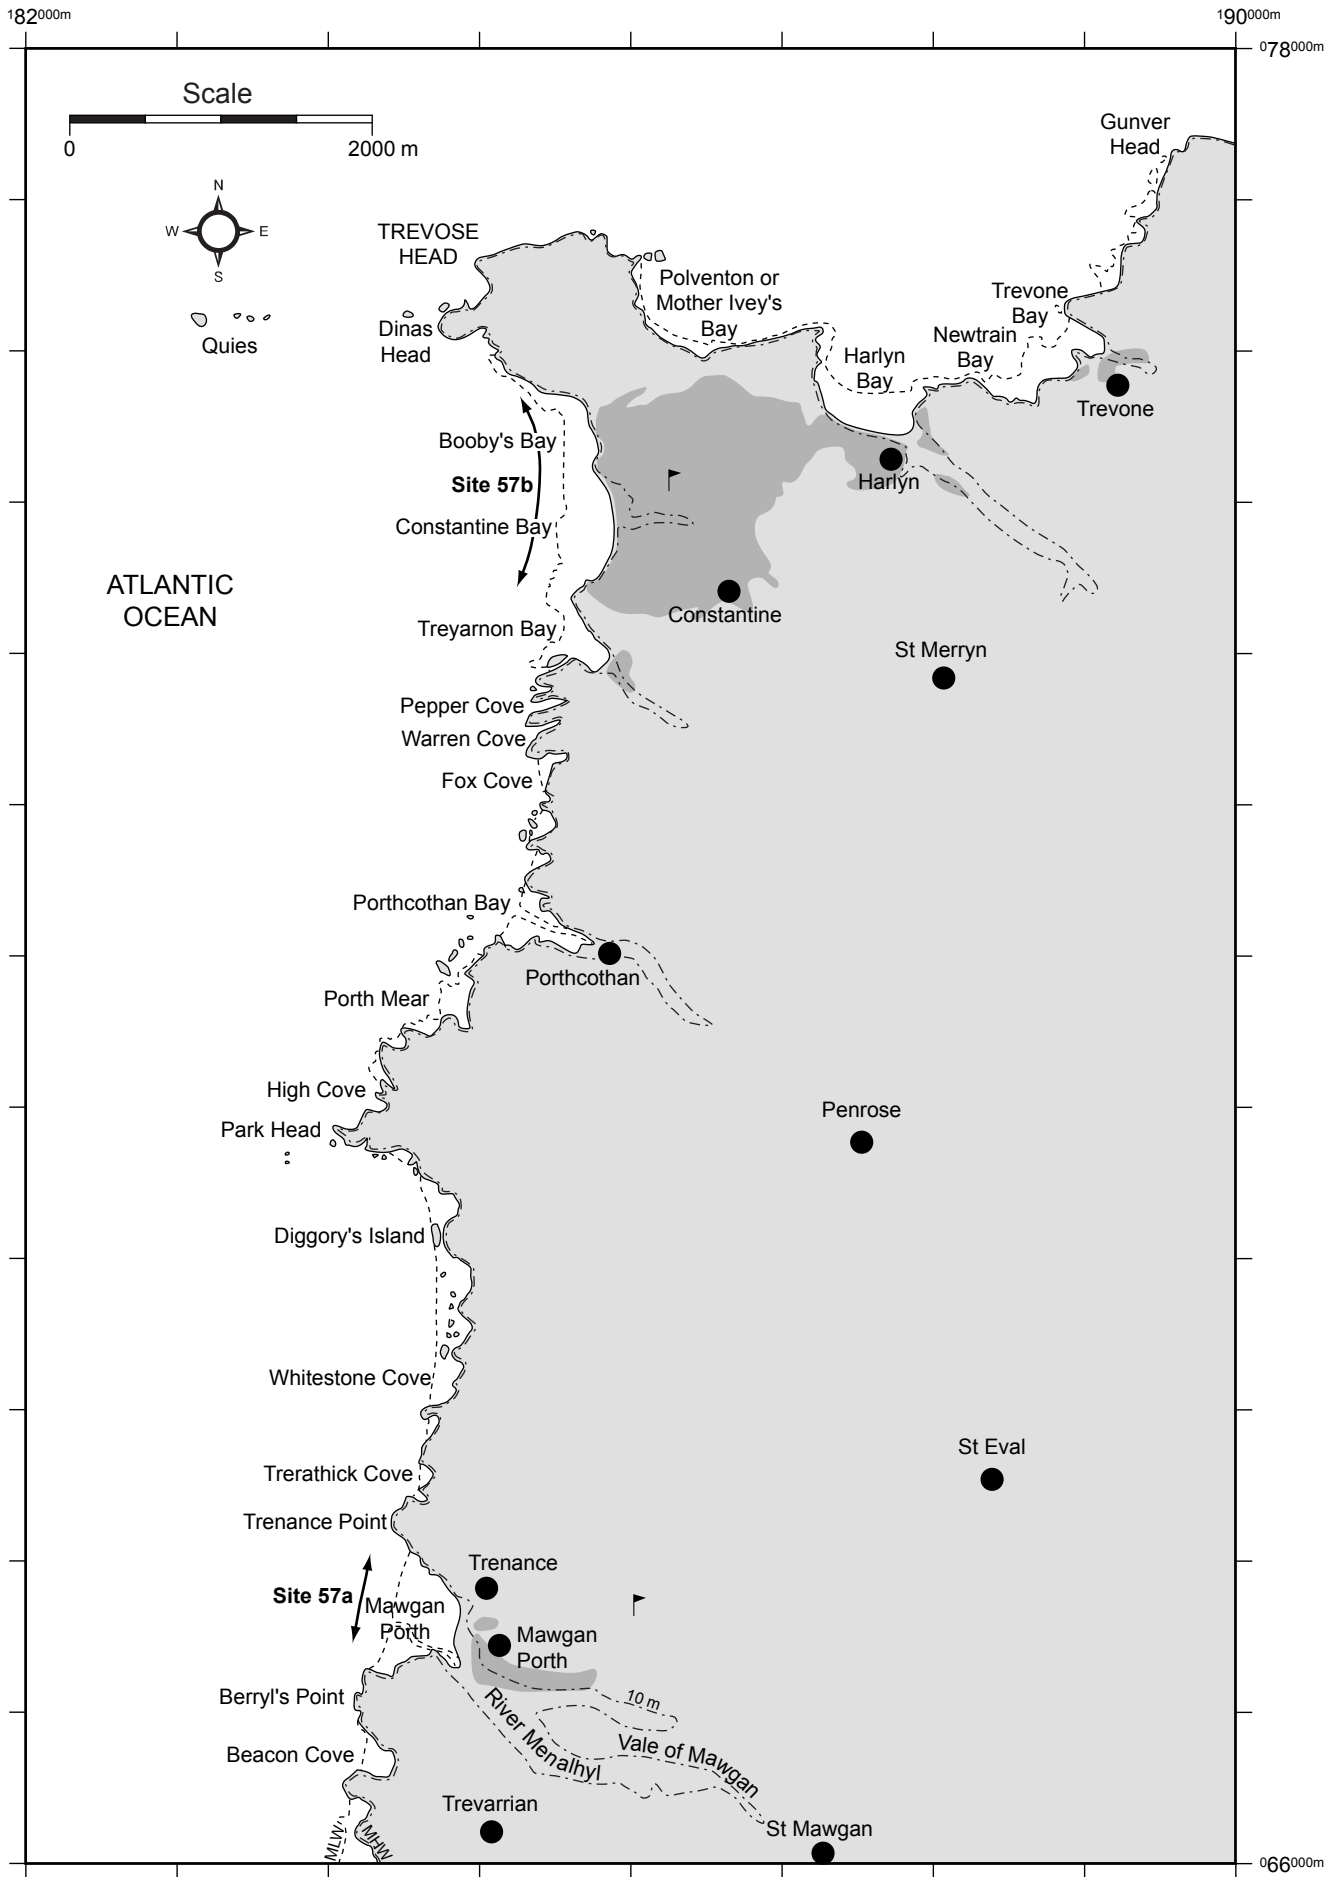 182000m
190000m
078000m
Scale
0
2000 m
Gunver
Head
N
W
E
S
TREVOSE
HEAD
Polventon or
Mother Ivey's
Bay
Trevone
Bay
Quies
Dinas
Head
Newtrain
Bay
Harlyn
Bay
Trevone
Booby's Bay
Site 57b
Harlyn
Constantine Bay
ATLANTIC
OCEAN
Constantine
Treyarnon Bay
St Merryn
Pepper Cove
Warren Cove
Fox Cove
Porthcothan Bay
Porthcothan
Porth Mear
High Cove
Penrose
Park Head
Diggory's Island
Whitestone Cove
St Eval
Trerathick Cove
Trenance Point
Trenance
Site 57a
Mawgan
Porth
Mawgan
Porth
Berryl's Point
10 m
River Menalhyl
Vale of Mawgan
Beacon Cove
Trevarrian
St Mawgan
MLW
MHW
066000m